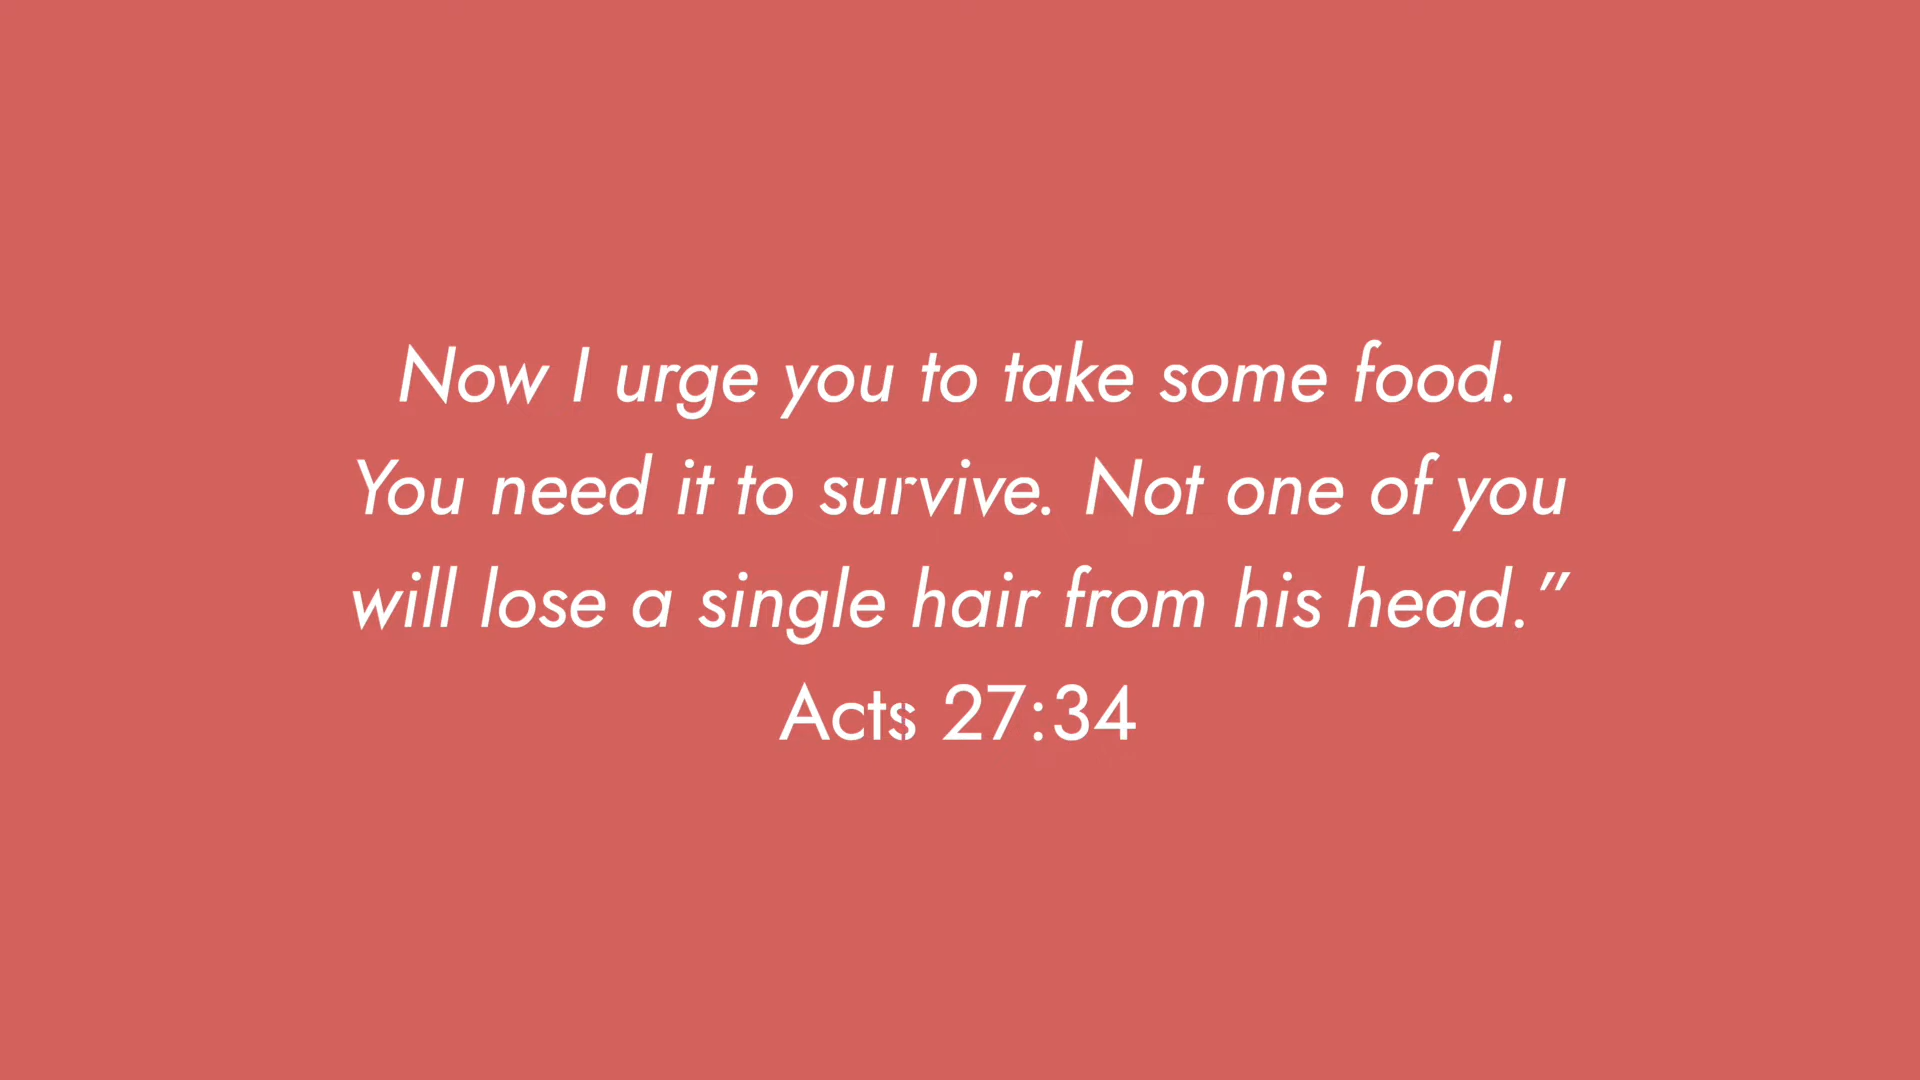 Now I urge you to take some food.
You need it to survive. Not one of you
will lose a single hair from his head.”
Acts 27:34